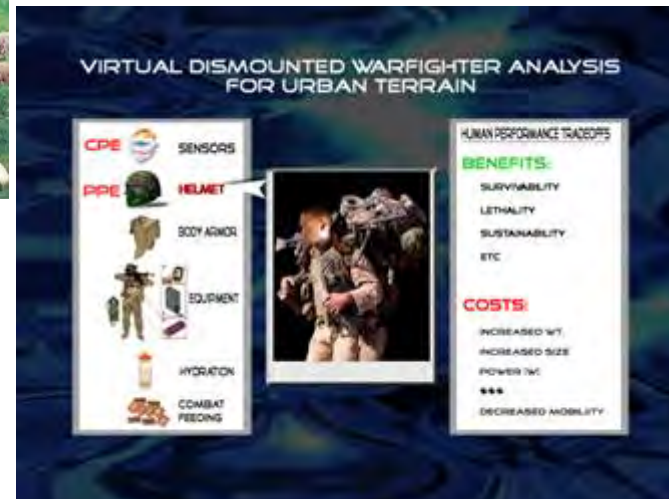 VIRTUAL DISMOUNTED WARFIGHTER ANALYSIS
FOR URBAN TERRAIN
CPE
SENSORS
PPE
HELMET
BODY ARMOR
EQUIPMENT
HYDRATION
COMBAT
FEEDING
HUMAN PERFORMANCE TRADEOFFS
BENEFITS:
SURVIVABILITY
LETHALITY
SUSTAINABILITY
ETC
COSTS:
INCREASED WT.
INCREASED SIZE
POWER (W)
$$$
DECREASED MOBILITY